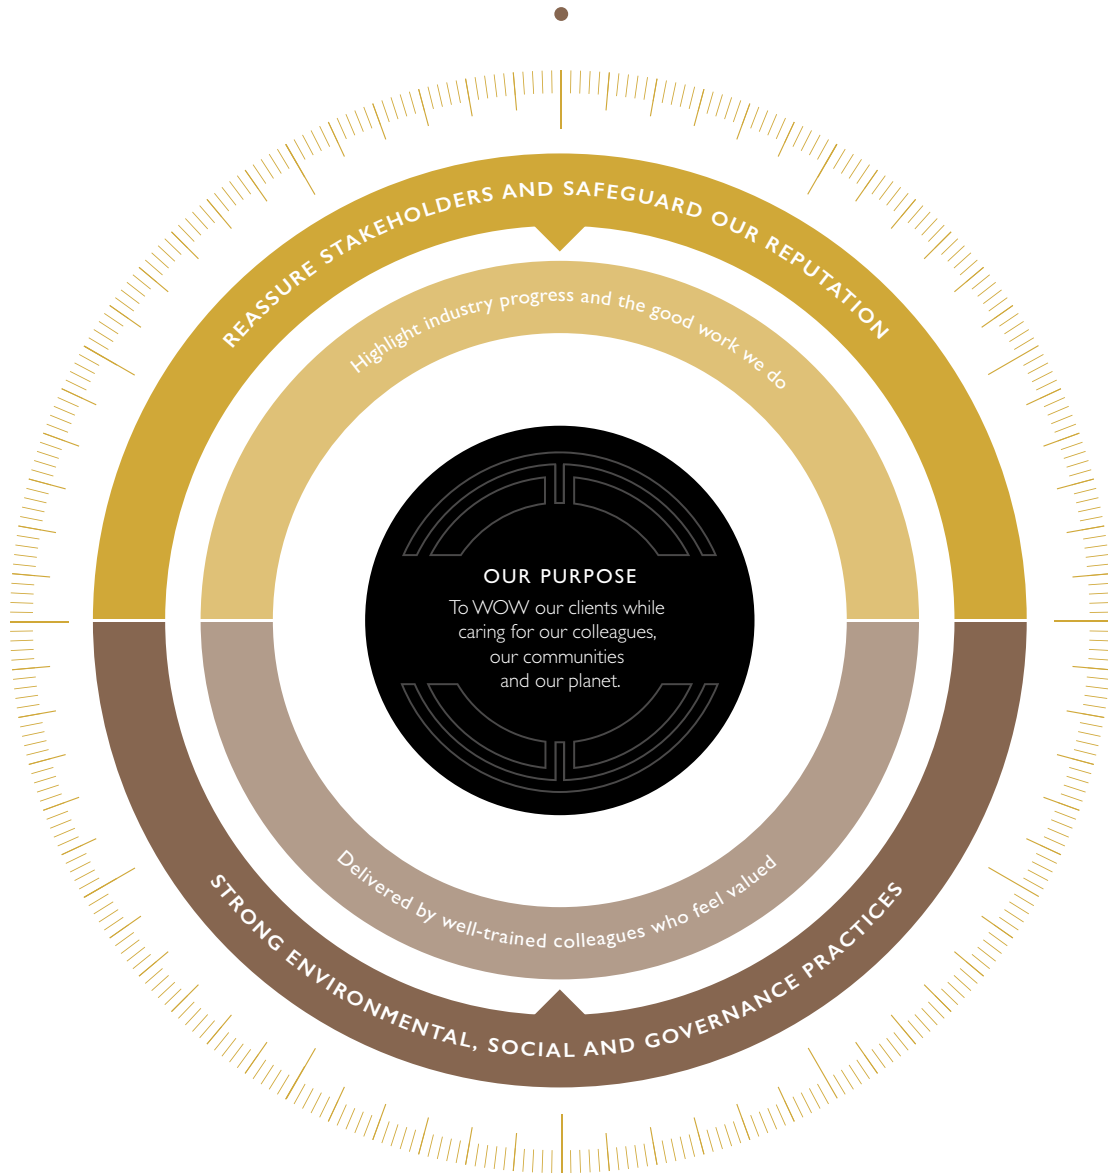 REASSURE STAKEHOLDERS AND SAFEGUARD OUR REPUTATION
Highlight industry progress and the good work we do
OUR PURPOSE
To WOW our clients while
caring for our colleagues,
our communities
and our planet.
Delivered by well-trained colleagues who feel valued
STRONG ENVIRONMENTAL, SOCIAL AND GOVERNANCE PRACTICES